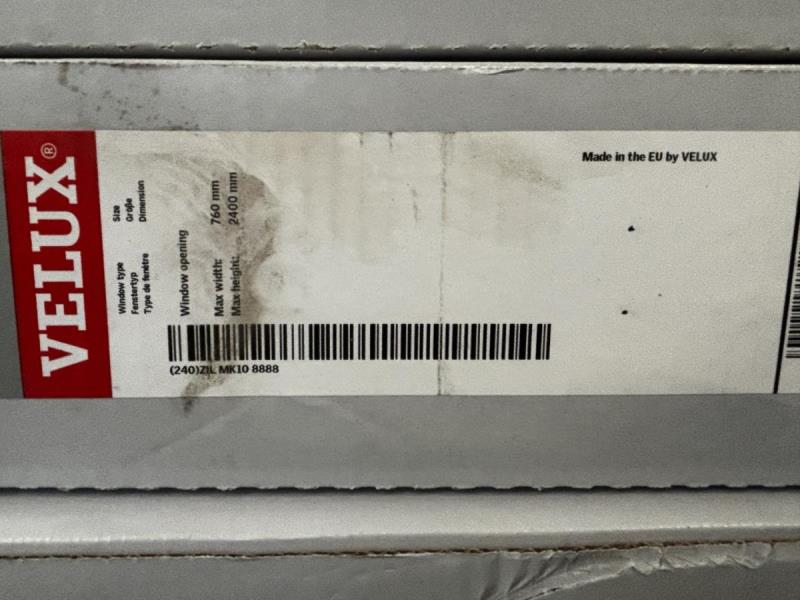 VELUX®
Window type
Fenstertyp
Type de fenêtre
Size
Größe
Dimension
Window opening
Max width: 760 mm
Max height: 2400 mm
(240)ZIL MK10 8888
Made in the EU by VELUX